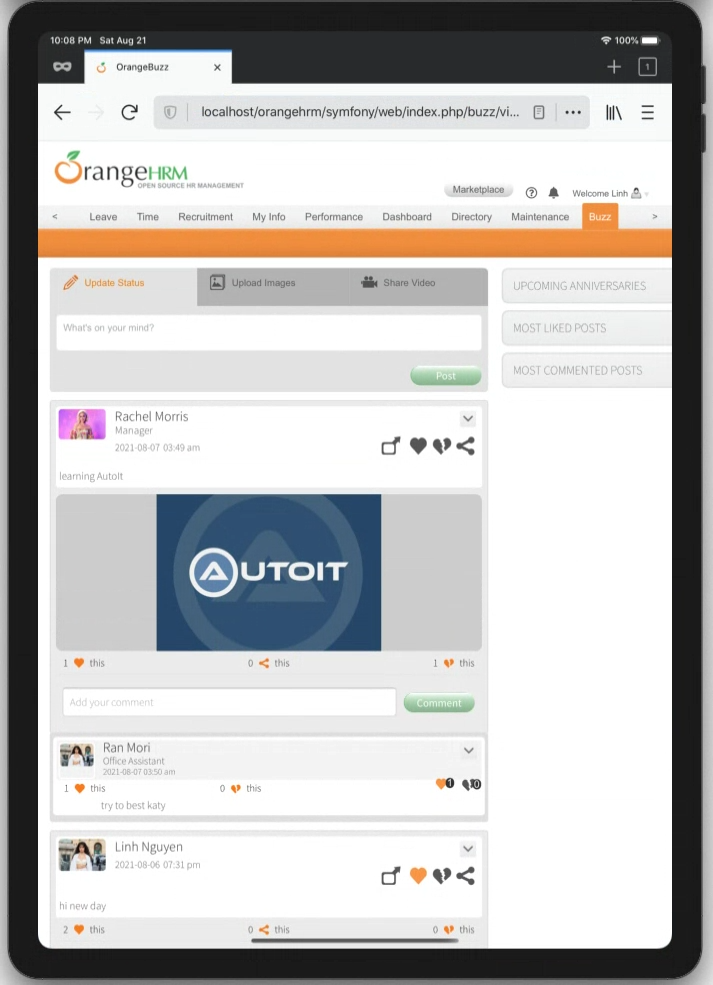 10:08 PM Sat Aug 21 100%
OrangeBuzz 1
localhost/orangehrm/symfony/web/index.php/buzz/vi...
OrangeHRM
OPEN SOURCE HR MANAGEMENT
Marketplace Welcome Linh
< Leave Time Recruitment My Info Performance Dashboard Directory Maintenance Buzz >
Update Status Upload Images Share Video
What's on your mind?
Post
UPCOMING ANNIVERSARIES
MOST LIKED POSTS
MOST COMMENTED POSTS
Rachel Morris
Manager
2021-08-07 03:49 am
learning AutoIt
AUTOIT
1 this 0 this 1 this
Add your comment Comment
Ran Mori
Office Assistant
2021-08-07 03:50 am
1 this 0 this 1 0
try to best katy
Linh Nguyen
2021-08-06 07:31 pm
hi new day
2 this 0 this 0 this